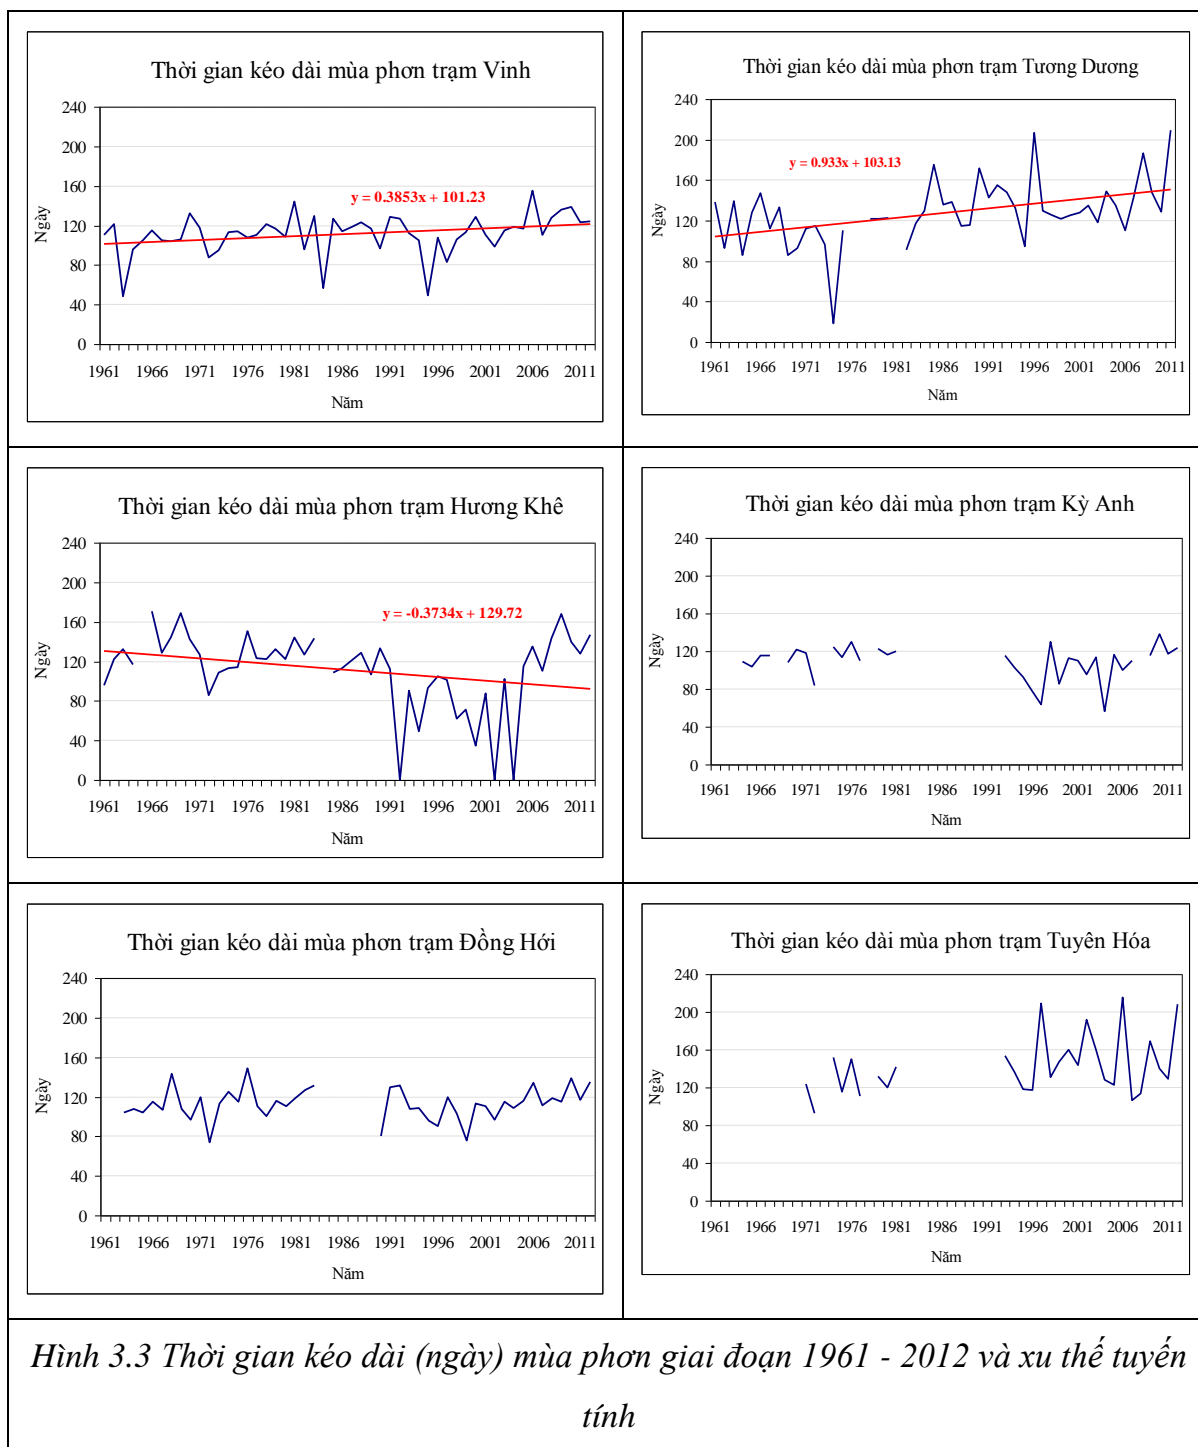 Thời gian kéo dài mùa phơn trạm Vinh
240
200
160
120
80
40
0
Ngày
y = 0.3853x + 101.23
1961 1966 1971 1976 1981 1986 1991 1996 2001 2006 2011
Năm
Thời gian kéo dài mùa phơn trạm Tương Dương
240
200
160
120
80
40
0
Ngày
y = 0.933x + 103.13
1961 1966 1971 1976 1981 1986 1991 1996 2001 2006 2011
Năm
Thời gian kéo dài mùa phơn trạm Hương Khê
240
200
160
120
80
40
0
Ngày
y = -0.3734x + 129.72
1961 1966 1971 1976 1981 1986 1991 1996 2001 2006 2011
Năm
Thời gian kéo dài mùa phơn trạm Kỳ Anh
240
200
160
120
80
40
0
Ngày
1961 1966 1971 1976 1981 1986 1991 1996 2001 2006 2011
Năm
Thời gian kéo dài mùa phơn trạm Đồng Hới
240
200
160
120
80
40
0
Ngày
1961 1966 1971 1976 1981 1986 1991 1996 2001 2006 2011
Năm
Thời gian kéo dài mùa phơn trạm Tuyên Hóa
240
200
160
120
80
40
0
Ngày
1961 1966 1971 1976 1981 1986 1991 1996 2001 2006 2011
Năm
Hình 3.3 Thời gian kéo dài (ngày) mùa phơn giai đoạn 1961 - 2012 và xu thế tuyến
tính